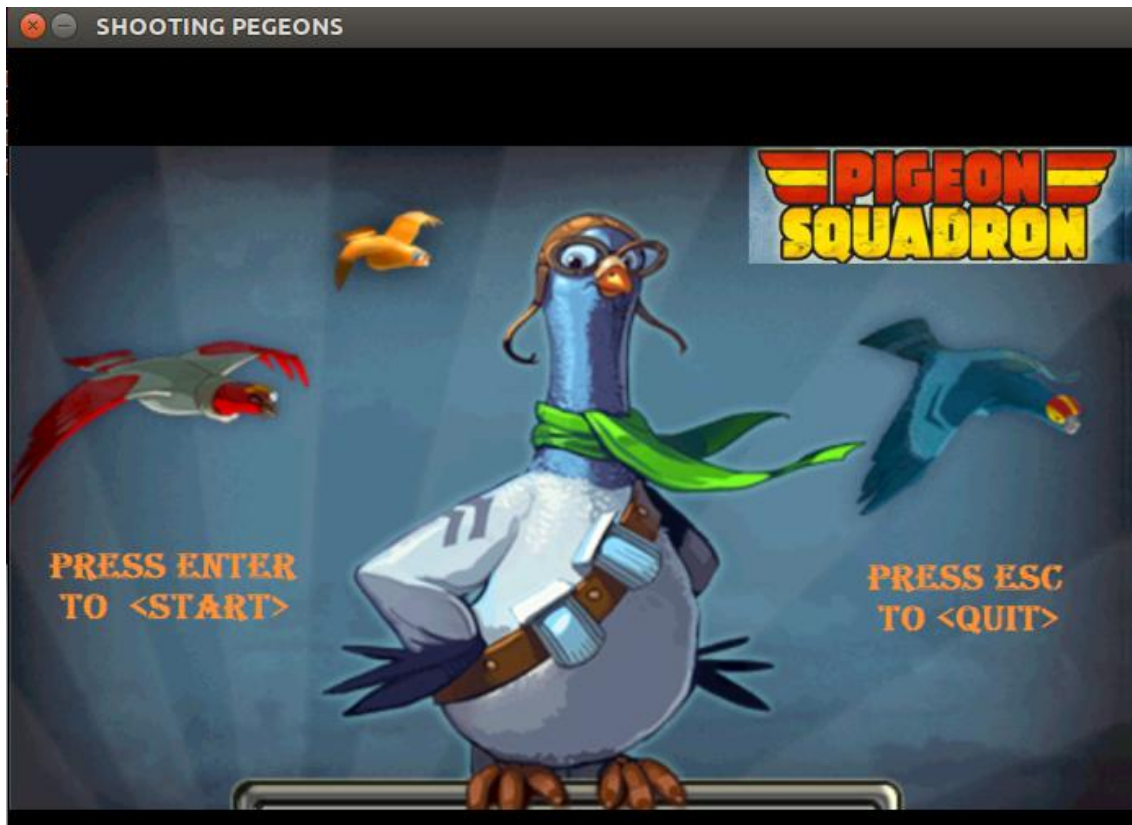 SHOOTING PEGEONS
PIGEON
SQUADRON
PRESS ENTER
TO <START>
PRESS ESC
TO <QUIT>